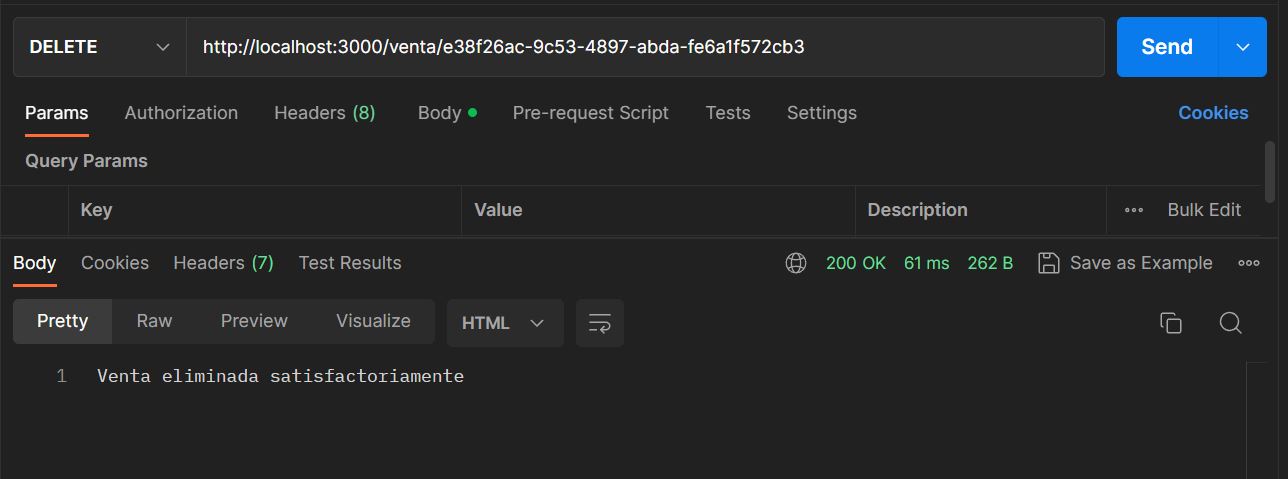 DELETE http://localhost:3000/venta/e38f26ac-9c53-4897-abda-fe6a1f572cb3 Send
Params Authorization Headers (8) Body Pre-request Script Tests Settings Cookies
Query Params
Key Value Description Bulk Edit
Body Cookies Headers (7) Test Results 200 OK 61 ms 262 B Save as Example
Pretty Raw Preview Visualize HTML
1 Venta eliminada satisfactoriamente